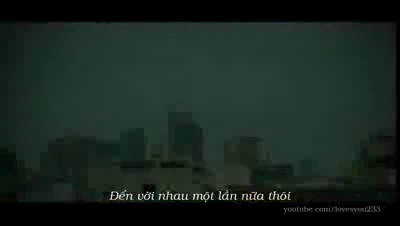 Đến với nhau một lần nữa thôi
youtube.com/lovesyou233